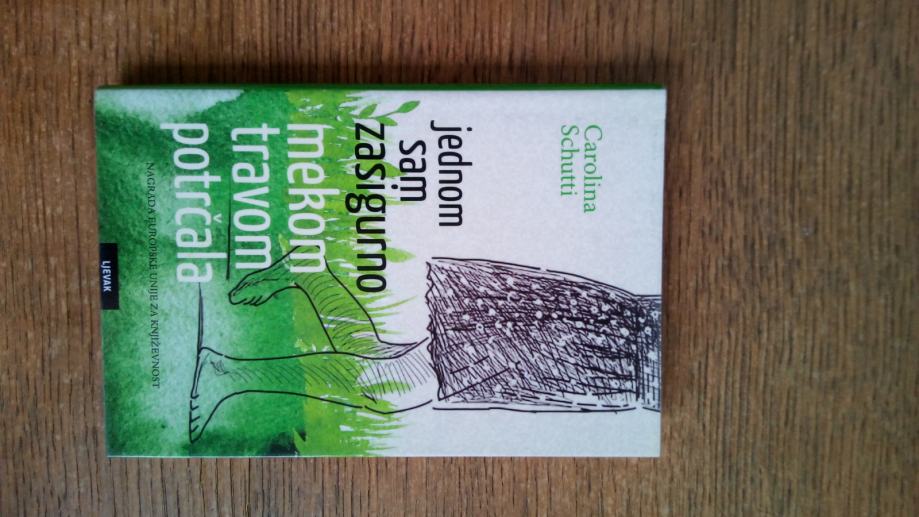 Carolina
Schutti
jednom
sam
zasigurno
mekom
travom
potrčala
NAGRADA EUROPSKE UNIJE ZA KNJIŽEVNOST
LJEVAK